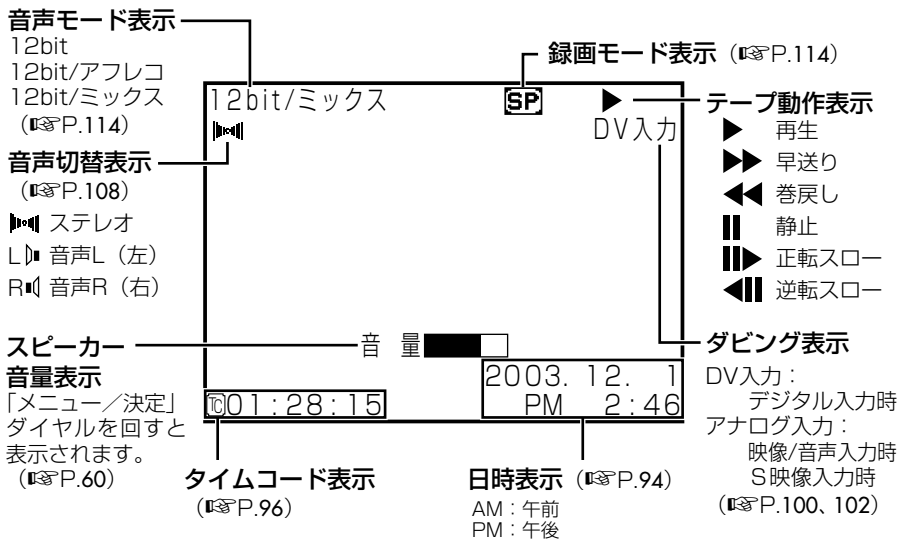 音声モード表示
12bit
12bit/アフレコ
12bit/ミックス
（☞P.114）
音声切替表示
（☞P.108）
ステレオ
L 音声L（左）
R 音声R（右）
スピーカー
音量表示
「メニュー／決定」
ダイヤルを回すと
表示されます。
（☞P.60）
録画モード表示（☞P.114）
12bit/ミックス
SP
DV入力
音量
TC 01:28:15
2003. 12. 1
PM 2:46
タイムコード表示
（☞P.96）
日時表示（☞P.94）
AM：午前
PM：午後
テープ動作表示
▶ 再生
▶▶ 早送り
◀◀ 巻戻し
静止
正転スロー
逆転スロー
ダビング表示
DV入力：
デジタル入力時
アナログ入力：
映像/音声入力時
S映像入力時
（☞P.100、102）